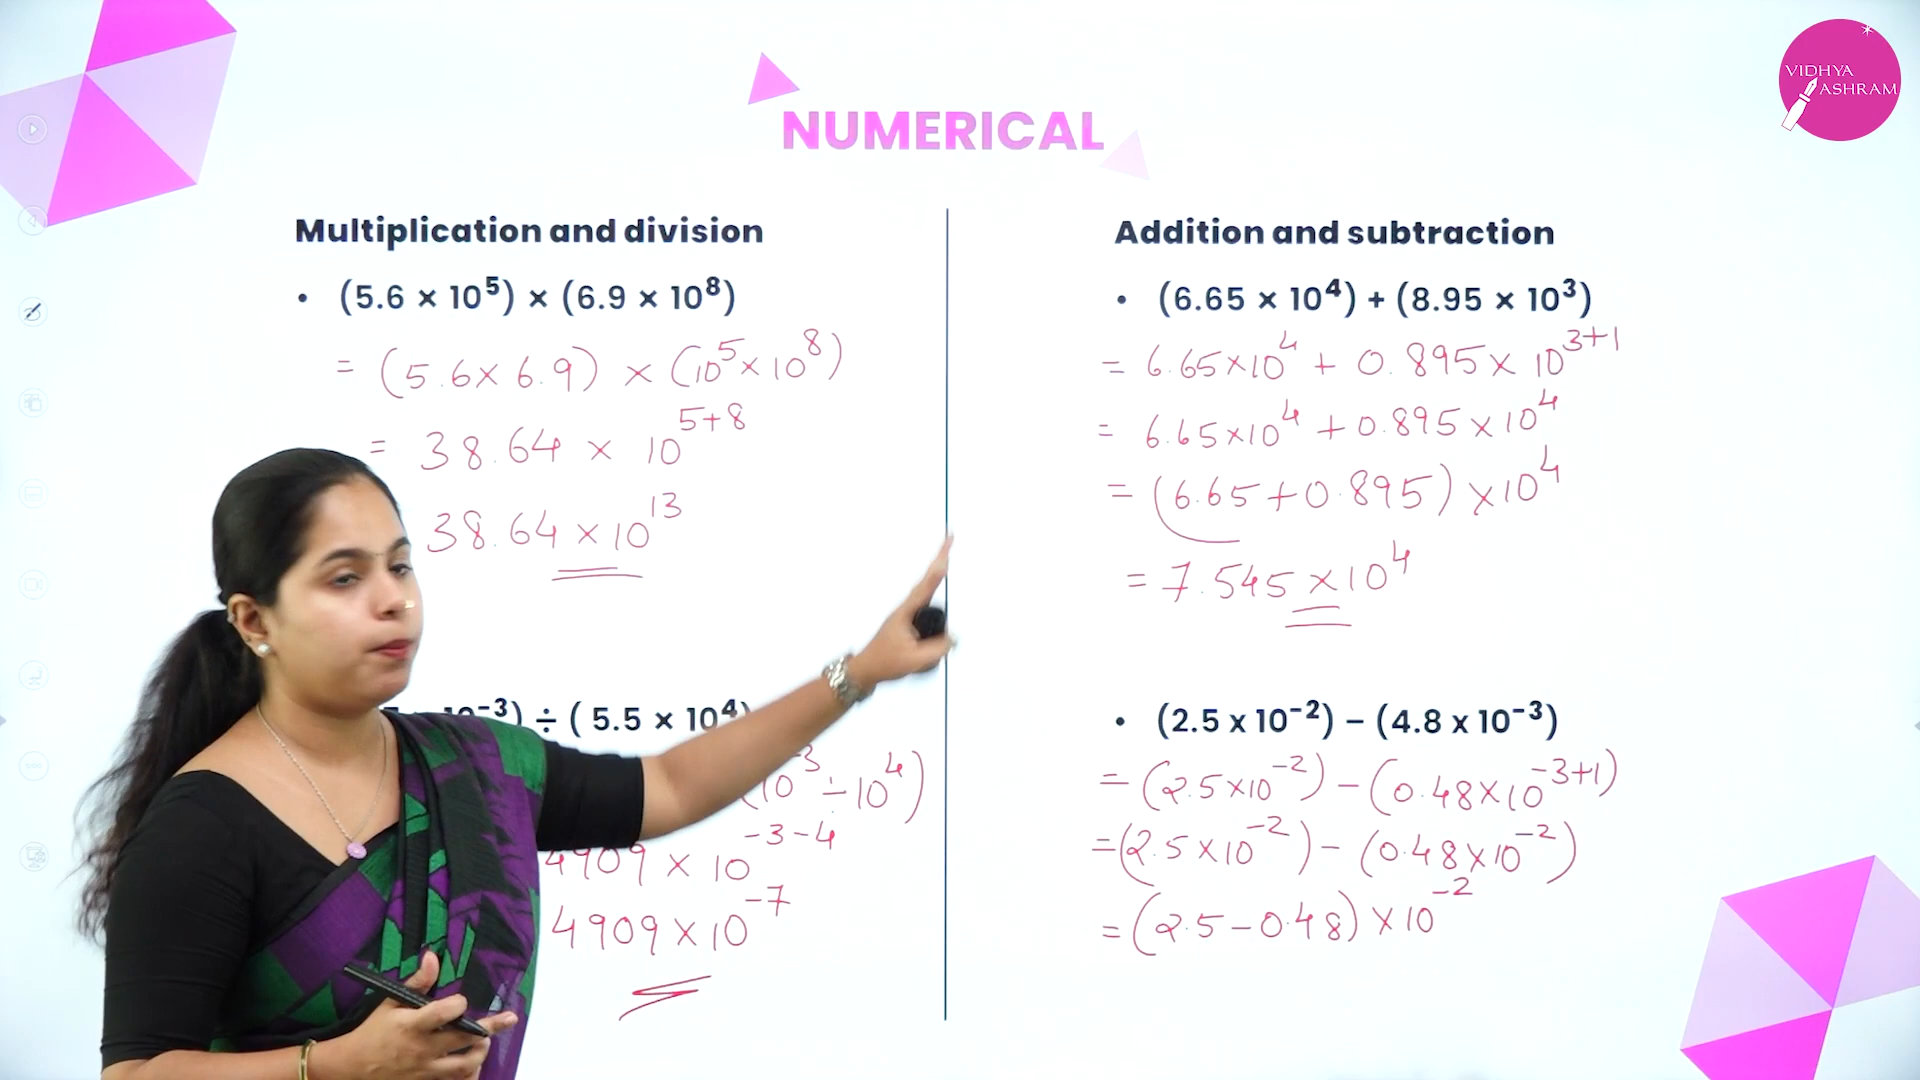 VIDHYA
ASHRAM
NUMERICAL
Multiplication and division
• (5.6 × 10⁵) × (6.9 × 10⁸)
= (5.6 × 6.9) × (10⁵ × 10⁸)
= 38.64 × 10⁵⁺⁸
38.64 × 10¹³
10⁻³) ÷ ( 5.5 × 10⁴)
(10⁻³ ÷ 10⁴)
4909 × 10⁻³⁻⁴
4909 × 10⁻⁷
Addition and subtraction
• (6.65 × 10⁴) + (8.95 × 10³)
= 6.65 × 10⁴ + 0.895 × 10³⁺¹
= 6.65 × 10⁴ + 0.895 × 10⁴
= (6.65 + 0.895) × 10⁴
= 7.545 × 10⁴
• (2.5 x 10⁻²) – (4.8 x 10⁻³)
= (2.5 × 10⁻²) – (0.48 × 10⁻³⁺¹)
= (2.5 × 10⁻²) – (0.48 × 10⁻²)
= (2.5 – 0.48) × 10⁻²